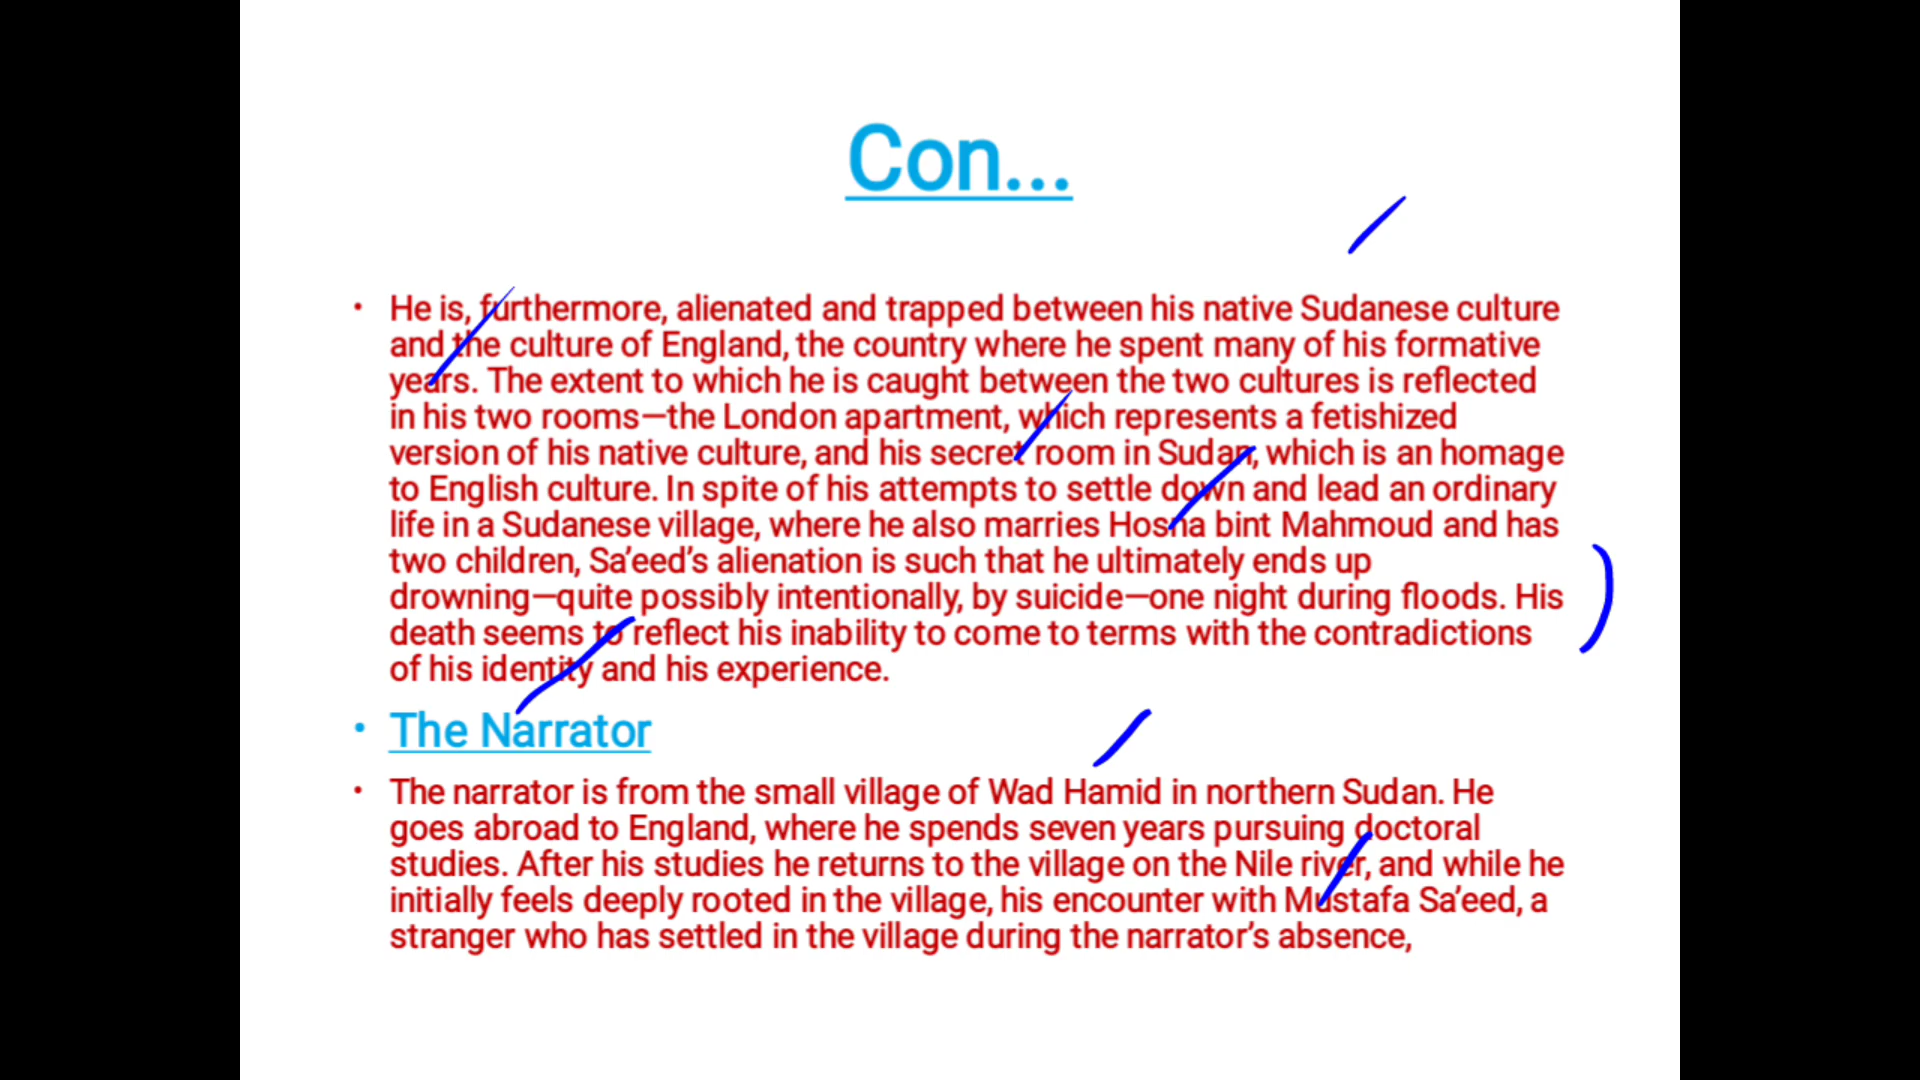 Con...
• He is, furthermore, alienated and trapped between his native Sudanese culture
and the culture of England, the country where he spent many of his formative
years. The extent to which he is caught between the two cultures is reflected
in his two rooms—the London apartment, which represents a fetishized
version of his native culture, and his secret room in Sudan, which is an homage
to English culture. In spite of his attempts to settle down and lead an ordinary
life in a Sudanese village, where he also marries Hosna bint Mahmoud and has
two children, Sa’eed’s alienation is such that he ultimately ends up
drowning—quite possibly intentionally, by suicide—one night during floods. His
death seems to reflect his inability to come to terms with the contradictions
of his identity and his experience.
• The Narrator
• The narrator is from the small village of Wad Hamid in northern Sudan. He
goes abroad to England, where he spends seven years pursuing doctoral
studies. After his studies he returns to the village on the Nile river, and while he
initially feels deeply rooted in the village, his encounter with Mustafa Sa’eed, a
stranger who has settled in the village during the narrator’s absence,